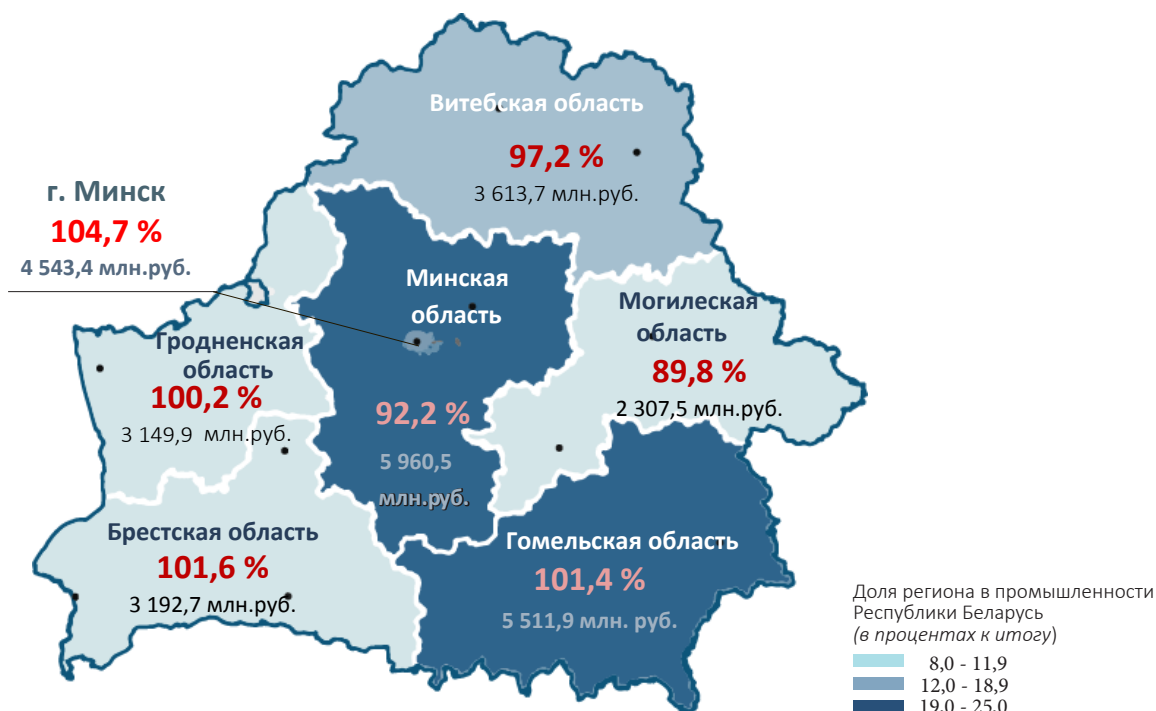 Витебская область
97,2 %
3 613,7 млн.руб.
г. Минск
104,7 %
4 543,4 млн.руб.
Минская
область
92,2 %
5 960,5
млн.руб.
Могилеская
область
89,8 %
2 307,5 млн.руб.
Гродненская
область
100,2 %
3 149,9 млн.руб.
Брестская область
101,6 %
3 192,7 млн.руб.
Гомельская область
101,4 %
5 511,9 млн. руб.
Доля региона в промышленности
Республики Беларусь
(в процентах к итогу)
8,0 - 11,9
12,0 - 18,9
19,0 - 25,0